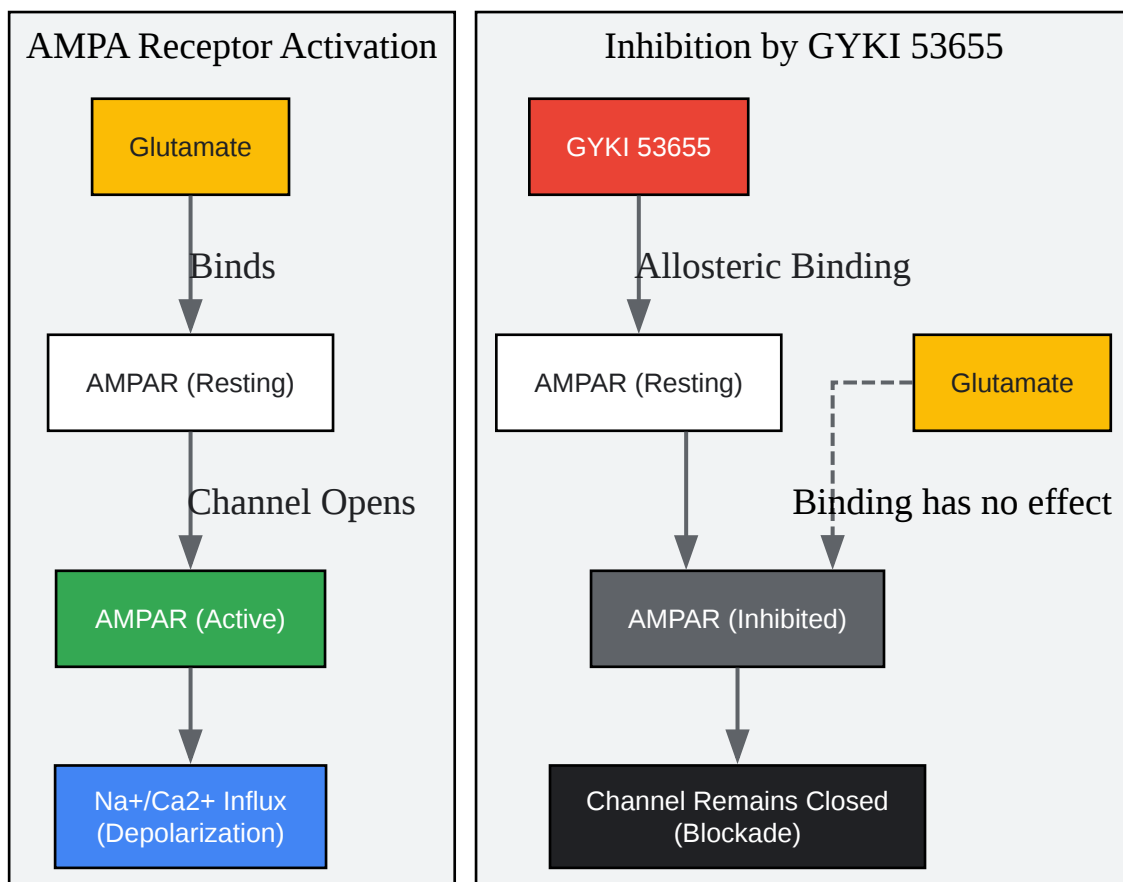 AMPA Receptor Activation
Glutamate
Binds
AMPAR (Resting)
Channel Opens
AMPAR (Active)
Na+/Ca2+ Influx
(Depolarization)
Inhibition by GYKI 53655
GYKI 53655
Allosteric Binding
AMPAR (Resting)
Glutamate
Binding has no effect
AMPAR (Inhibited)
Channel Remains Closed
(Blockade)